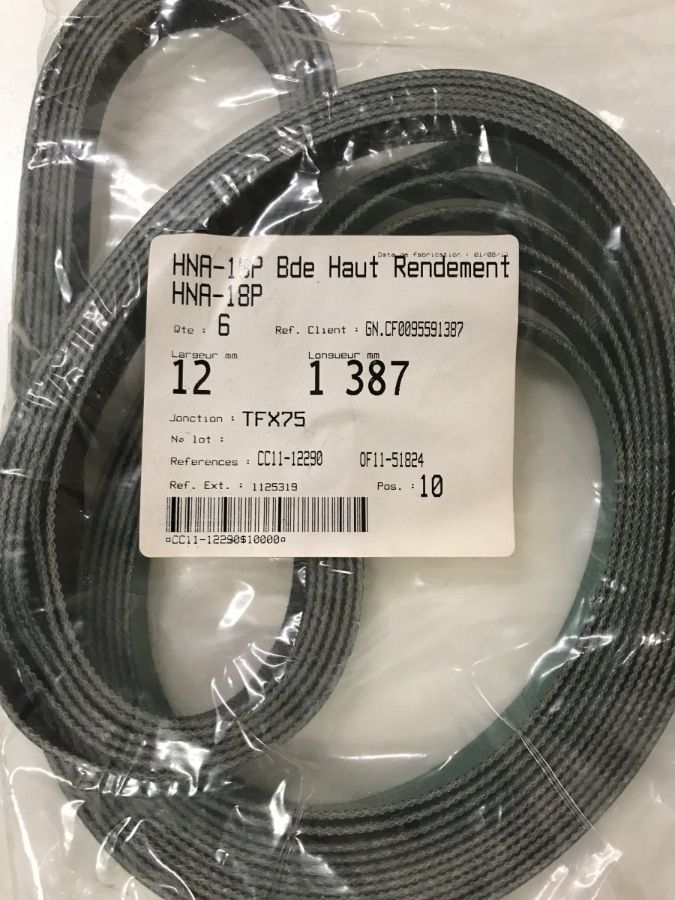 Date de fabrication : 01/08/11
HNA-18P Bde Haut Rendement
HNA-18P
Qte : 6 Ref. Client : GN.CF0095591387
Largeur mm Longueur mm
12 1 387
Jonction : TFX75
No lot :
References : CC11-12290 OF11-51824
Ref. Ext. : 1125319 Pos. : 10
¤CC11-12290$10000¤